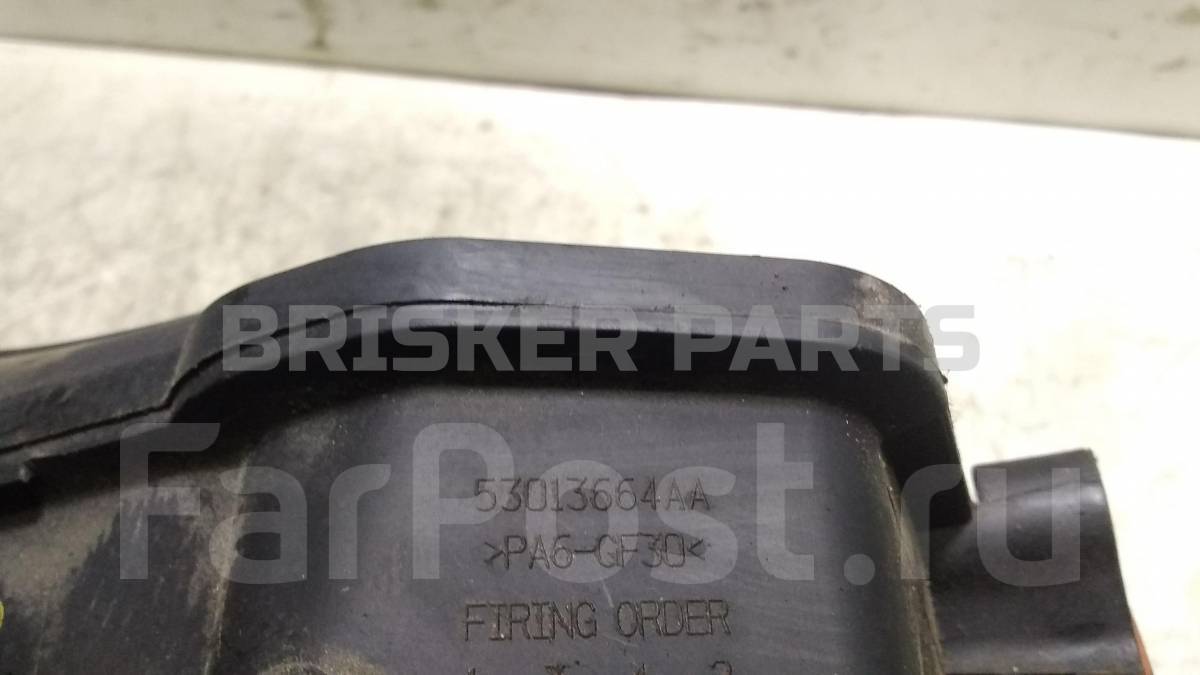 BRISKER PARTS
FarPost.ru
53013664AA
>PA6-GF30<
FIRING ORDER